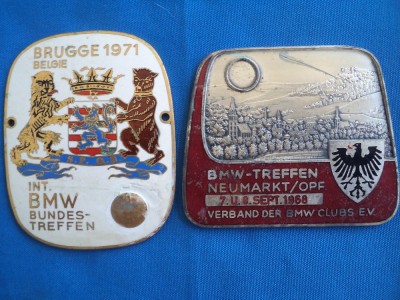 BRUGGE 1971
BELGIE
INT.
BMW
BUNDES-
TREFFEN
BMW-TREFFEN
NEUMARKT/OPF
7. U. 8. SEPT. 1968
VERBAND DER BMW CLUBS E.V.